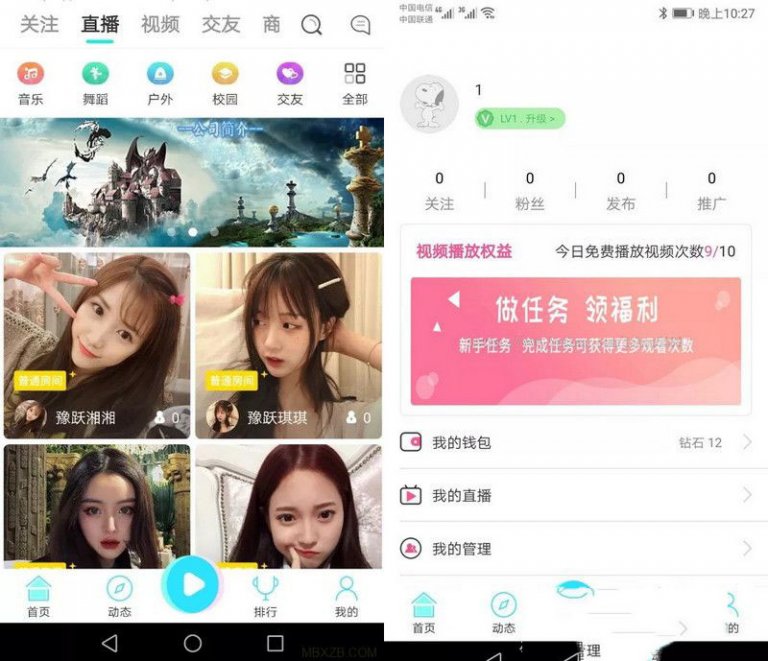 关注 直播 视频 交友 商
音乐 舞蹈 户外 校园 交友 全部
一公司简介一
普通房间
豫跃湘湘 0
普通房间
豫跃琪琪 0
首页 动态 排行 我的
MBXZB.COM
中国电信 中国联通 晚上10:27
1
LV1 . 升级 >
0 0 0 0
关注 粉丝 发布 推广
视频播放权益 今日免费播放视频次数9/10
做任务 领福利
新手任务 完成任务可获得更多观看次数
我的钱包 钻石 12
我的直播
我的管理
首页 动态 的
管理